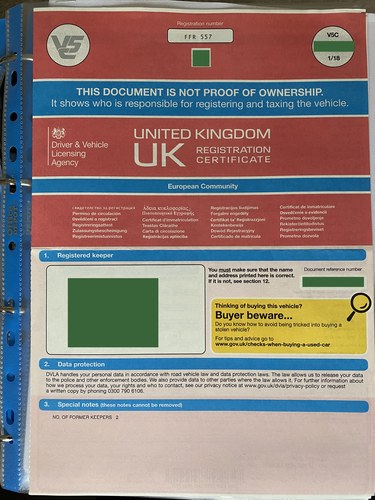 Registration number
V5C
FFR 557
V5C
1/18
THIS DOCUMENT IS NOT PROOF OF OWNERSHIP.
It shows who is responsible for registering and taxing the vehicle.
Driver & Vehicle
Licensing
Agency
UNITED KINGDOM
UK REGISTRATION
CERTIFICATE
European Community
Permiso de circulación
Osvědčení o registraci
Registreringsattest
Zulassungsbescheinigung
Registreerimistunnistus
Άδεια κυκλοφορίας
Certificat d'immatriculation
Teastas Cláraithe
Carta di circolazione
Reģistrācijas apliecība
Registracijos liudijimas
Forgalmi engedély
Ċertifikat ta' Reġistrazzjoni
Kentekenbewijs
Dowód Rejestracyjny
Certificado de matrícula
Certificat de înmatriculare
Osvedčenie o evidencii
Prometno dovoljenje
Rekisteröintitodistus
Registreringsbeviset
Prometna dozvola
1. Registered keeper
You must make sure that the name
and address printed here is correct.
If it is not, see section 12.
Document reference number
Thinking of buying this vehicle?
Buyer beware...
Do you know how to avoid being tricked into buying a
stolen vehicle?
For tips and advice go to
www.gov.uk/checks-when-buying-a-used-car
2. Data protection
DVLA handles your personal data in accordance with road vehicle law and data protection laws. The law allows us to release your data
to the police and other enforcement bodies. We also provide data to other parties where the law allows it. For further information about
how we process your data, your rights and who to contact, see our privacy notice at www.gov.uk/dvla/privacy-policy or request
a written copy by phoning 0300 790 6106.
3. Special notes (these notes cannot be removed)
NO. OF FORMER KEEPERS 3